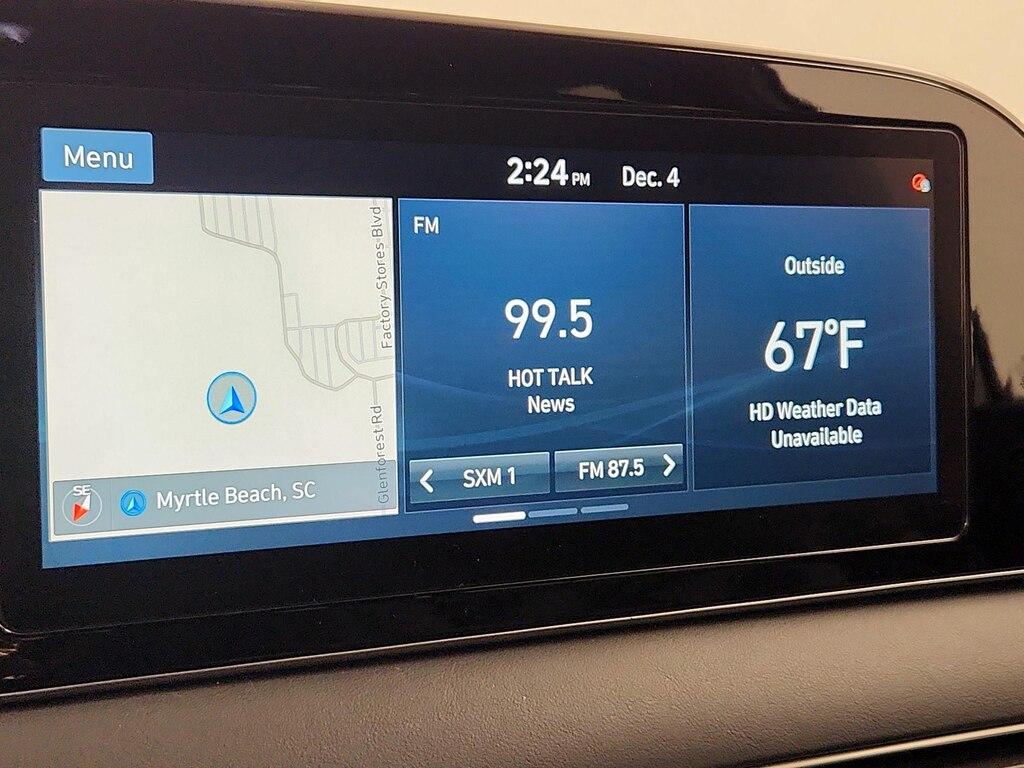 Menu
2:24 PM Dec. 4
Factory Stores Blvd
Glenforest Rd
SE
Myrtle Beach, SC
FM
99.5
HOT TALK
News
SXM 1
FM 87.5
Outside
67°F
HD Weather Data
Unavailable